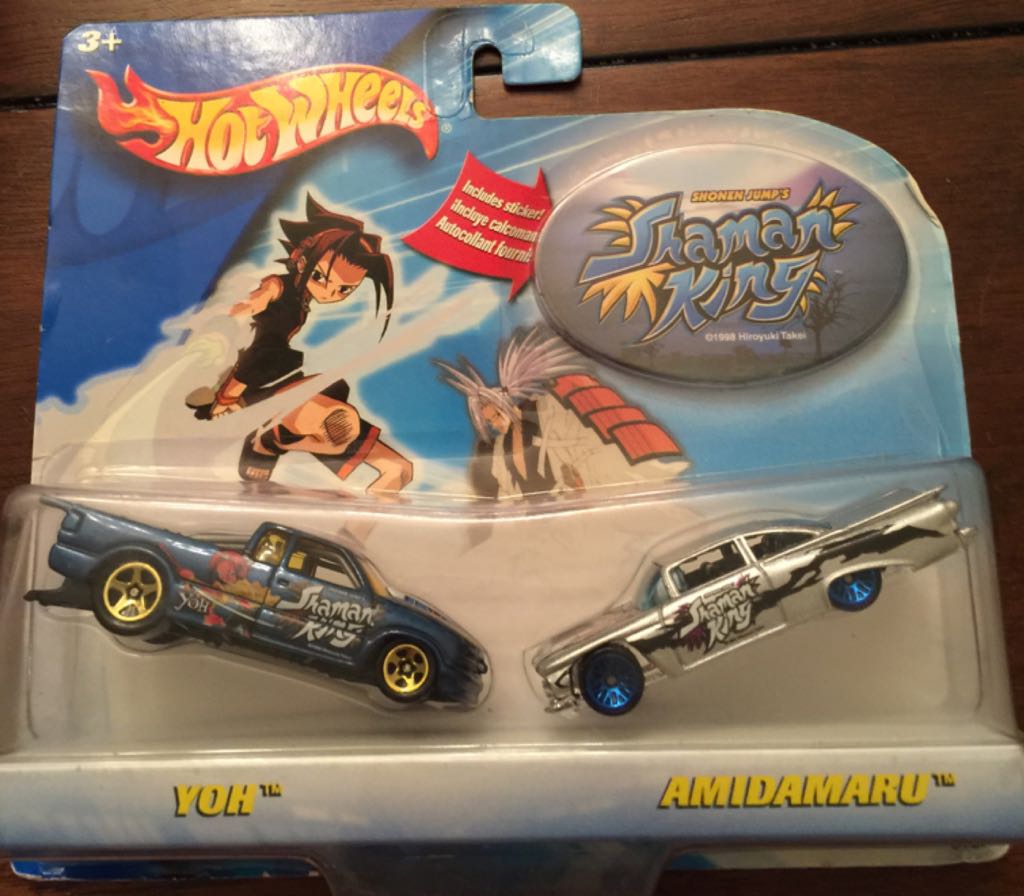 3+
Hot Wheels®
Includes sticker!
¡Incluye calcoman
Autocollant fourni
SHONEN JUMP'S
Shaman
King
©1998 Hiroyuki Takei
YOH
Shaman
King
Shaman
King
YOH™
AMIDAMARU™